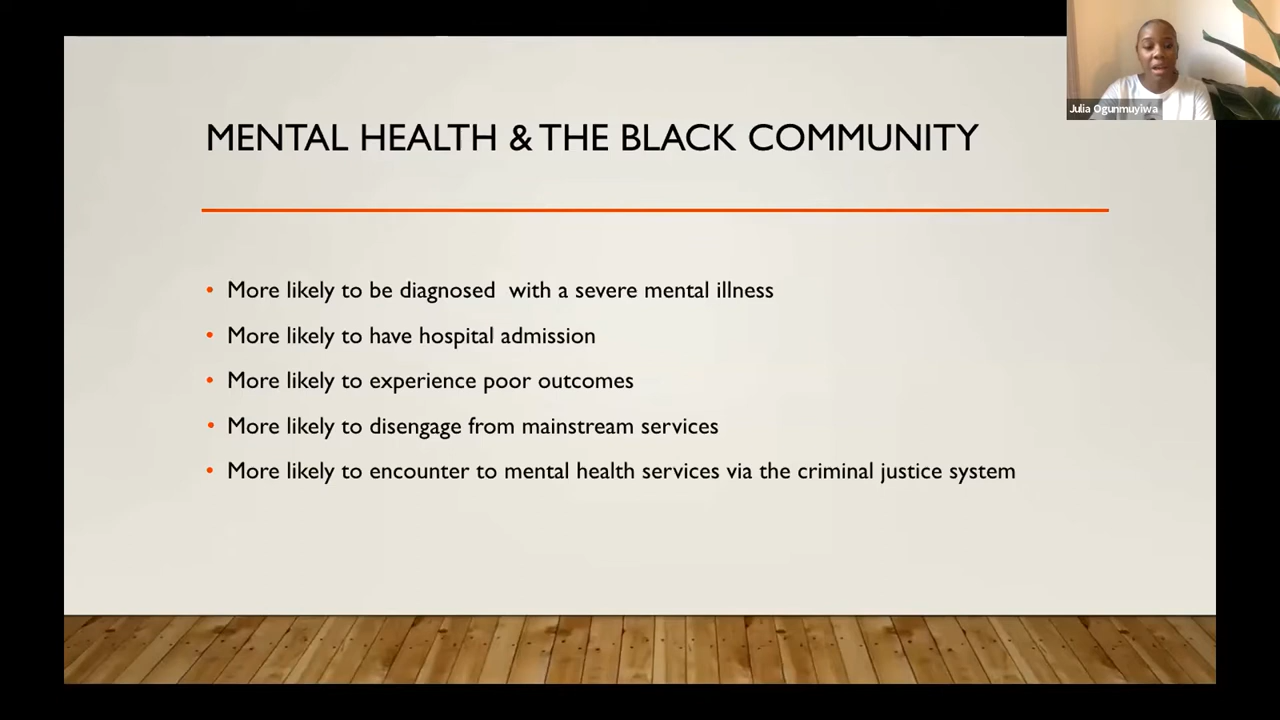 Julia Ogunmuyiwa
MENTAL HEALTH & THE BLACK COMMUNITY
• More likely to be diagnosed  with a severe mental illness
• More likely to have hospital admission
• More likely to experience poor outcomes
• More likely to disengage from mainstream services
• More likely to encounter to mental health services via the criminal justice system